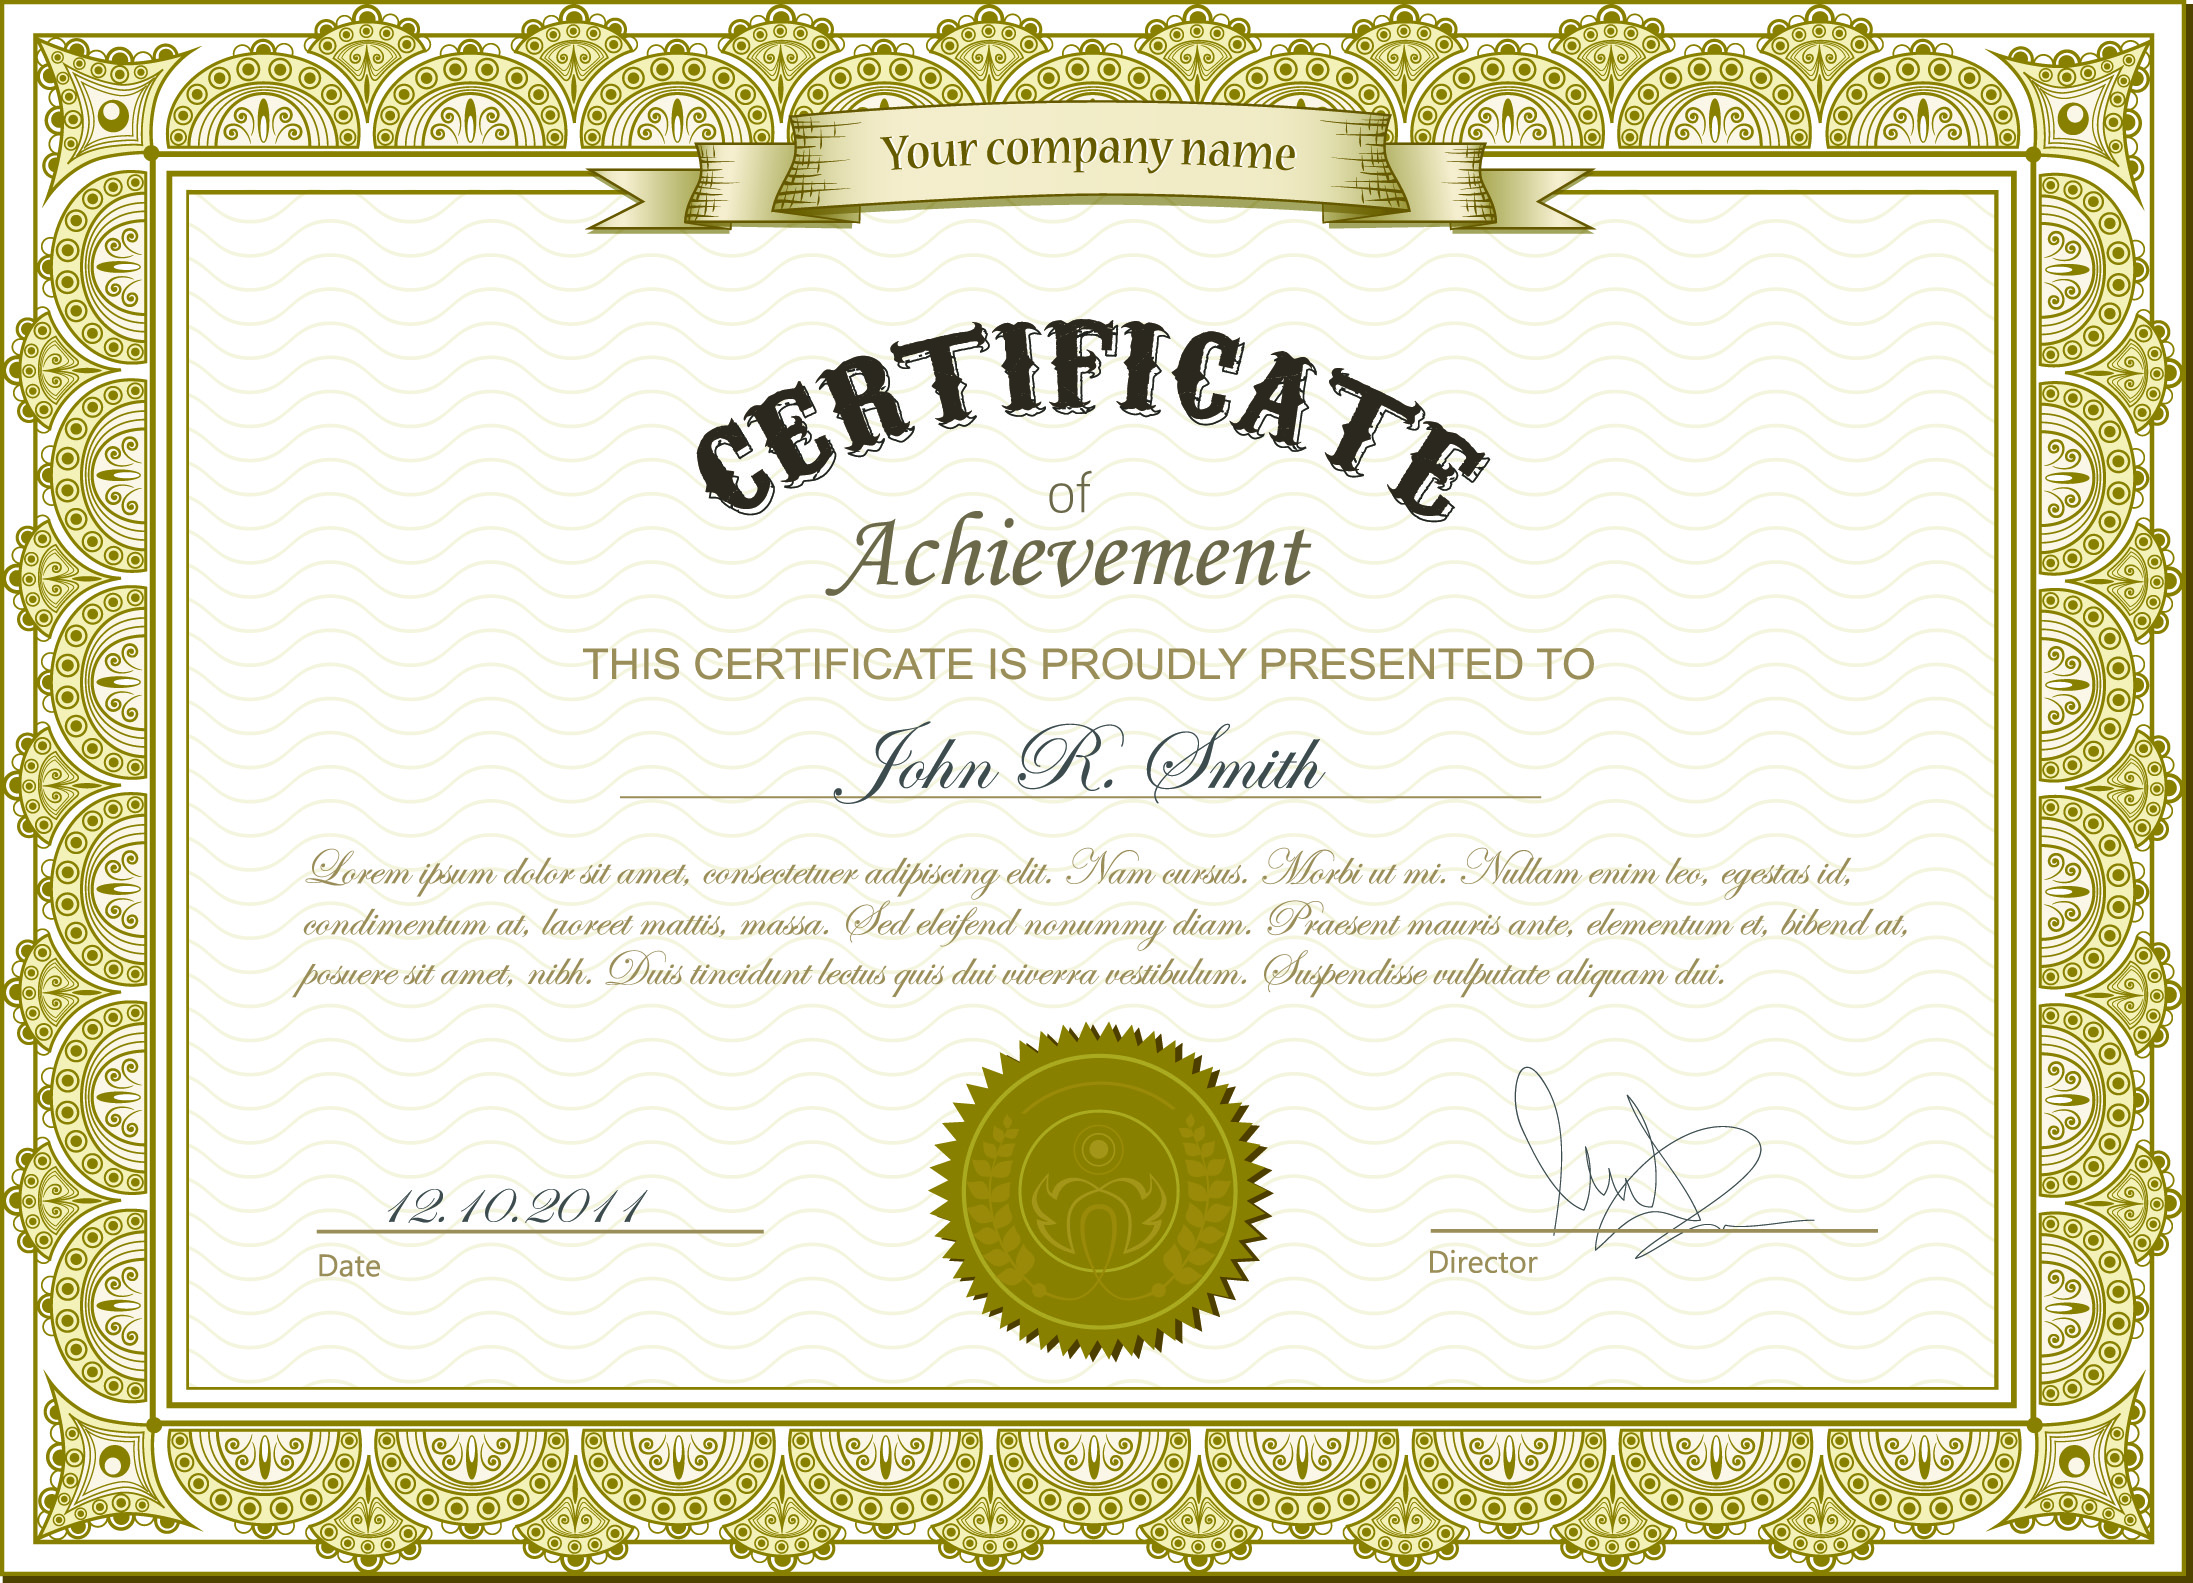 Your company name
CERTIFICATE
of
Achievement
THIS CERTIFICATE IS PROUDLY PRESENTED TO
John R. Smith
Lorem ipsum dolor sit amet, consectetuer adipiscing elit. Nam cursus. Morbi ut mi. Nullam enim leo, egestas id,
condimentum at, laoreet mattis, massa. Sed eleifend nonummy diam. Praesent mauris ante, elementum et, bibend at,
posuere sit amet, nibh. Duis tincidunt lectus quis dui viverra vestibulum. Suspendisse vulputate aliquam dui.
12.10.2011
Date
Director